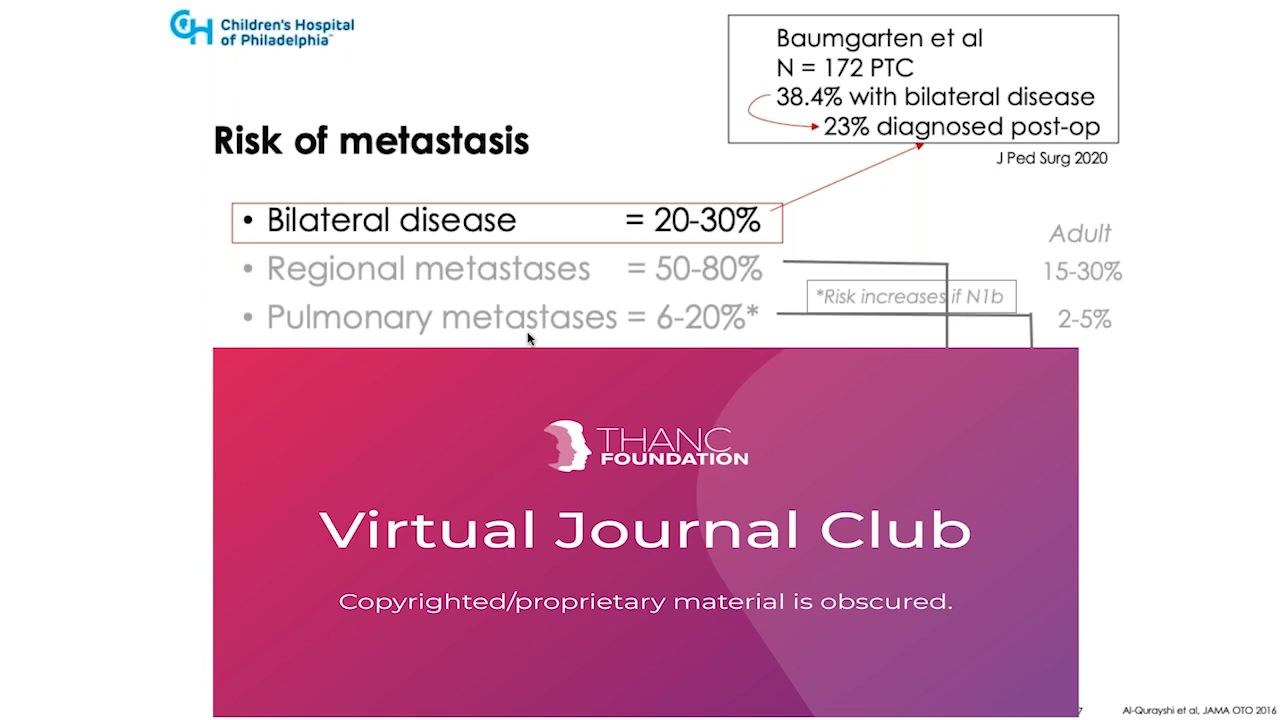 Children's Hospital
of Philadelphia
Baumgarten et al
N = 172 PTC
38.4% with bilateral disease
23% diagnosed post-op
J Ped Surg 2020
Risk of metastasis
• Bilateral disease = 20-30%
Adult
• Regional metastases = 50-80% 15-30%
*Risk increases if N1b
• Pulmonary metastases = 6-20%* 2-5%
THANC
FOUNDATION
Virtual Journal Club
Copyrighted/proprietary material is obscured.
7 Al-Qurayshi et al, JAMA OTO 2016